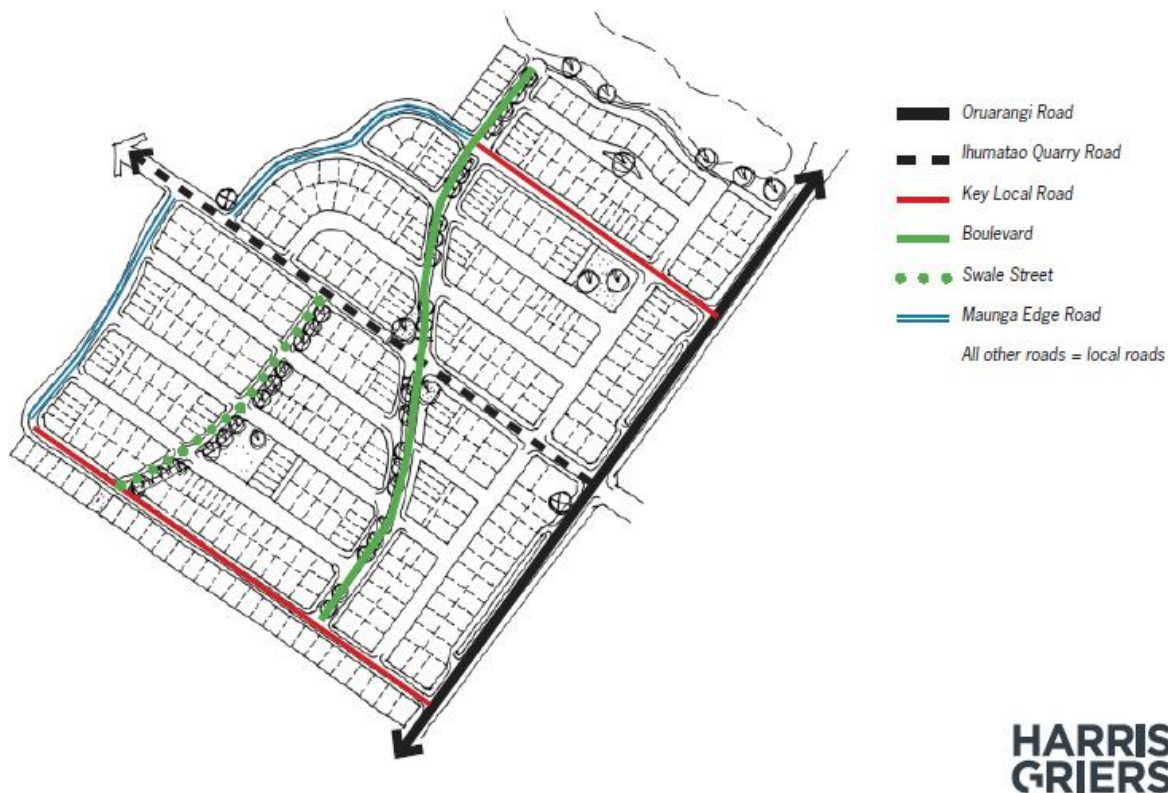 Oruarangi Road
Ihumatao Quarry Road
Key Local Road
Boulevard
Swale Street
Maunga Edge Road
All other roads = local roads
HARRIS
GRIERS